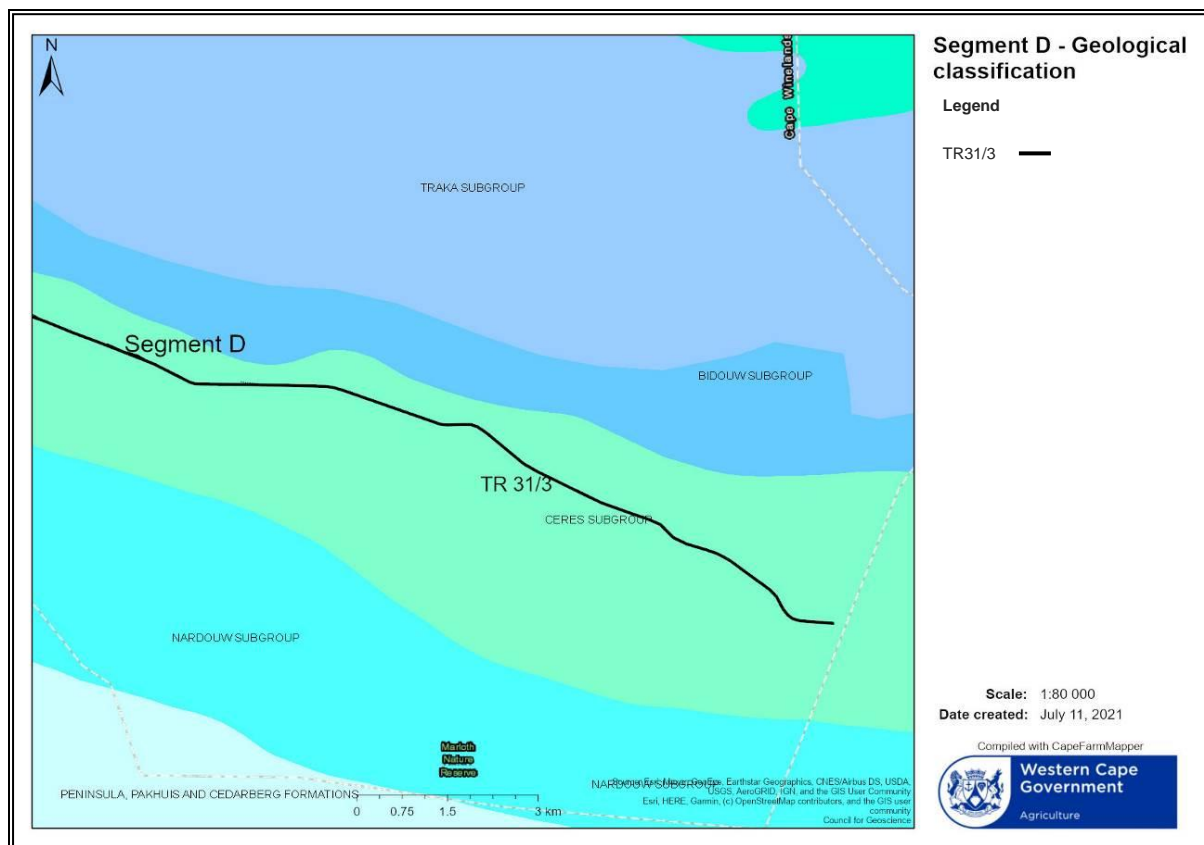 N
Cape Winelands
Segment D - Geological
classification
Legend
TR31/3
TRAKA SUBGROUP
Segment D
BIDOUW SUBGROUP
TR 31/3
CERES SUBGROUP
NARDOUW SUBGROUP
Marloth
Nature
Reserve
PENINSULA, PAKHUIS AND CEDARBERG FORMATIONS
0 0.75 1.5 3 km
NARDOUW SUBGROUP
Earthstar Geographics, CNES/Airbus DS, USDA,
USGS, AeroGRID, IGN, and the GIS User Community
Esri, HERE, Garmin, (c) OpenStreetMap contributors, and the GIS user
community
Council for Geoscience
Scale: 1:80 000
Date created: July 11, 2021
Compiled with CapeFarmMapper
Western Cape
Government
Agriculture